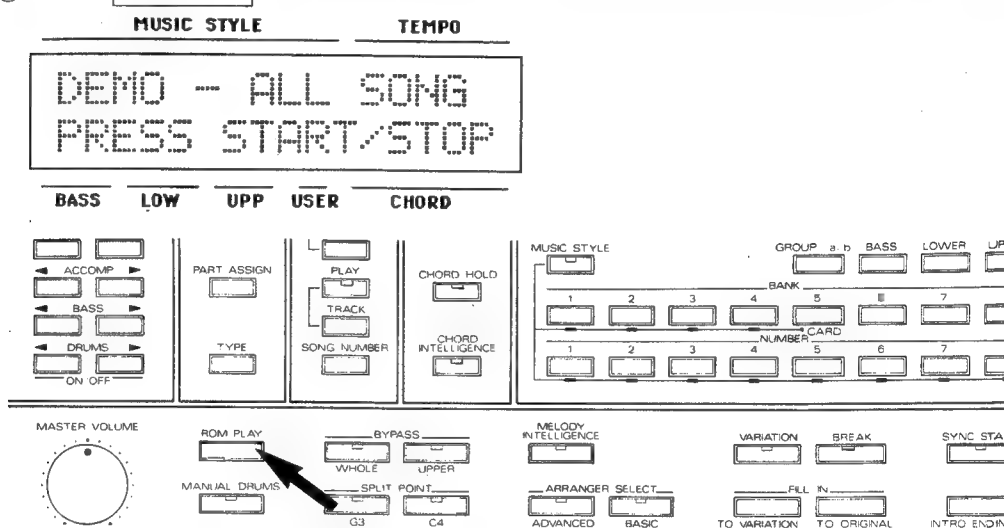 MUSIC STYLE TEMPO
DEMO - ALL SONG
PRESS START/STOP
BASS LOW UPP USER CHORD
MUSIC STYLE GROUP a b BASS LOWER
◄ ACCOMP ► PART ASSIGN PLAY CHORD HOLD
BANK
1 2 3 4 5 7
◄ BASS ► TRACK
CARD
◄ DRUMS ► TYPE SONG NUMBER CHORD INTELLIGENCE NUMBER
1 2 3 4 5 6 7
ON OFF
MASTER VOLUME ROM PLAY BYPASS MELODY INTELLIGENCE VARIATION BREAK SYNC STA
WHOLE UPPER
MANUAL DRUMS SPLIT POINT ARRANGER SELECT FILL IN
G3 C4 ADVANCED BASIC TO VARIATION TO ORIGINAL INTRO ENDIN